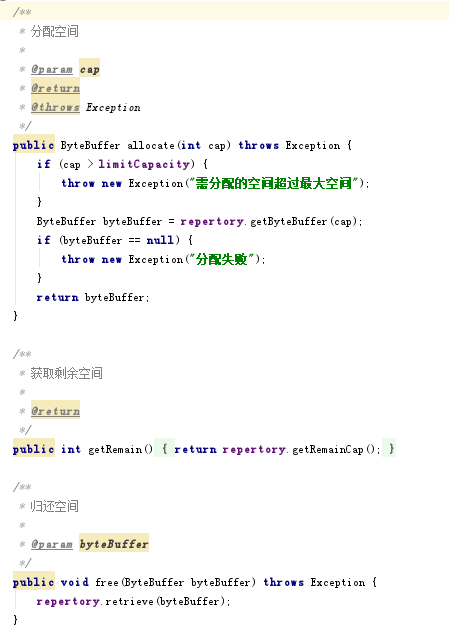 /**
 * 分配空间
 *
 * @param cap
 * @return
 * @throws Exception
 */
public ByteBuffer allocate(int cap) throws Exception {
    if (cap > limitCapacity) {
        throw new Exception("需分配的空间超过最大空间");
    }
    ByteBuffer byteBuffer = repertory.getByteBuffer(cap);
    if (byteBuffer == null) {
        throw new Exception("分配失败");
    }
    return byteBuffer;
}

/**
 * 获取剩余空间
 *
 * @return
 */
public int getRemain() { return repertory.getRemainCap(); }

/**
 * 归还空间
 *
 * @param byteBuffer
 */
public void free(ByteBuffer byteBuffer) throws Exception {
    repertory.retrieve(byteBuffer);
}